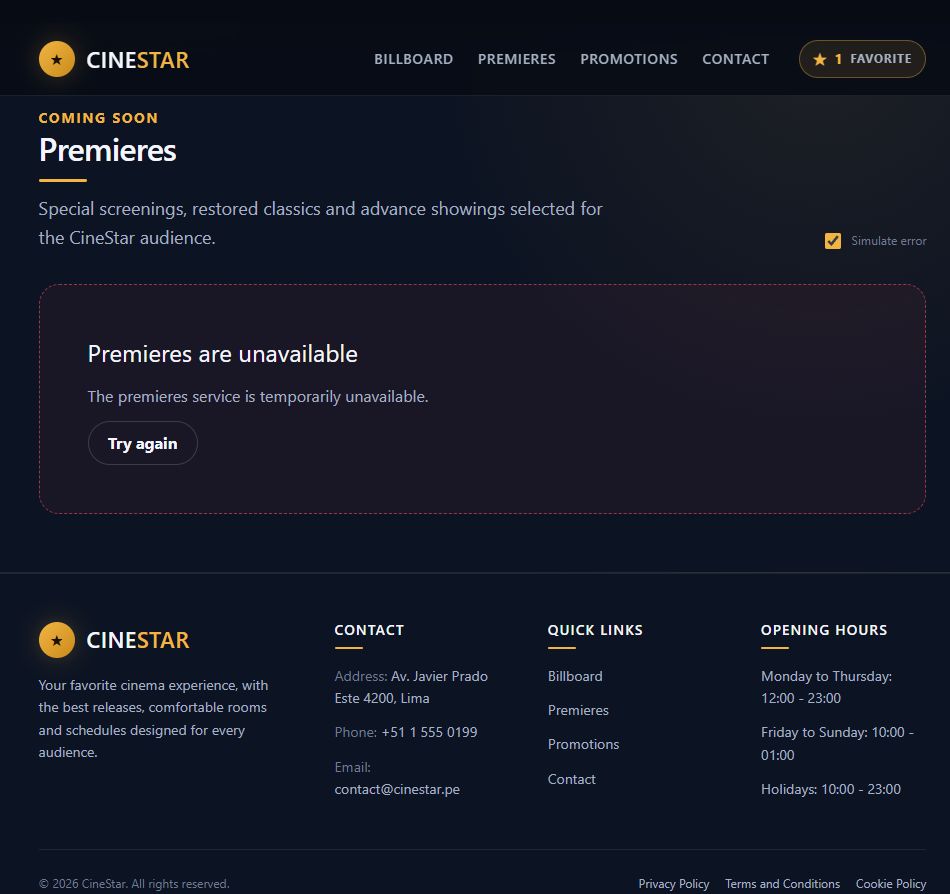 CINESTAR
BILLBOARD PREMIERES PROMOTIONS CONTACT ★ 1 FAVORITE
COMING SOON
Premieres
Special screenings, restored classics and advance showings selected for
the CineStar audience.
Simulate error
Premieres are unavailable
The premieres service is temporarily unavailable.
Try again
CINESTAR
Your favorite cinema experience, with
the best releases, comfortable rooms
and schedules designed for every
audience.
CONTACT
Address: Av. Javier Prado
Este 4200, Lima
Phone: +51 1 555 0199
Email:
contact@cinestar.pe
QUICK LINKS
Billboard
Premieres
Promotions
Contact
OPENING HOURS
Monday to Thursday:
12:00 - 23:00
Friday to Sunday: 10:00 -
01:00
Holidays: 10:00 - 23:00
© 2026 CineStar. All rights reserved.
Privacy Policy Terms and Conditions Cookie Policy